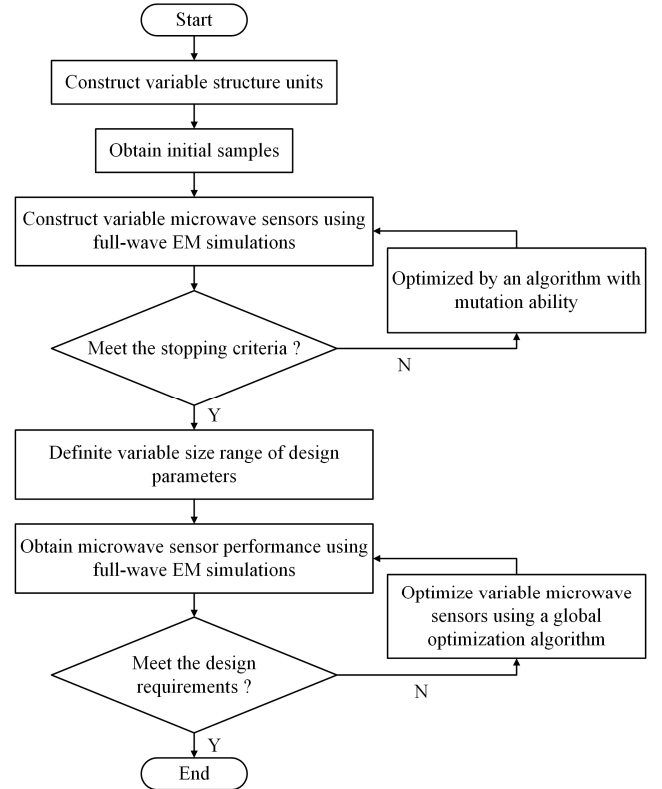 Start
Construct variable structure units
Obtain initial samples
Construct variable microwave sensors using
full-wave EM simulations
Optimized by an algorithm with
mutation ability
Meet the stopping criteria ?
N
Y
Definite variable size range of design
parameters
Obtain microwave sensor performance using
full-wave EM simulations
Optimize variable microwave
sensors using a global
optimization algorithm
Meet the design
requirements ?
N
Y
End